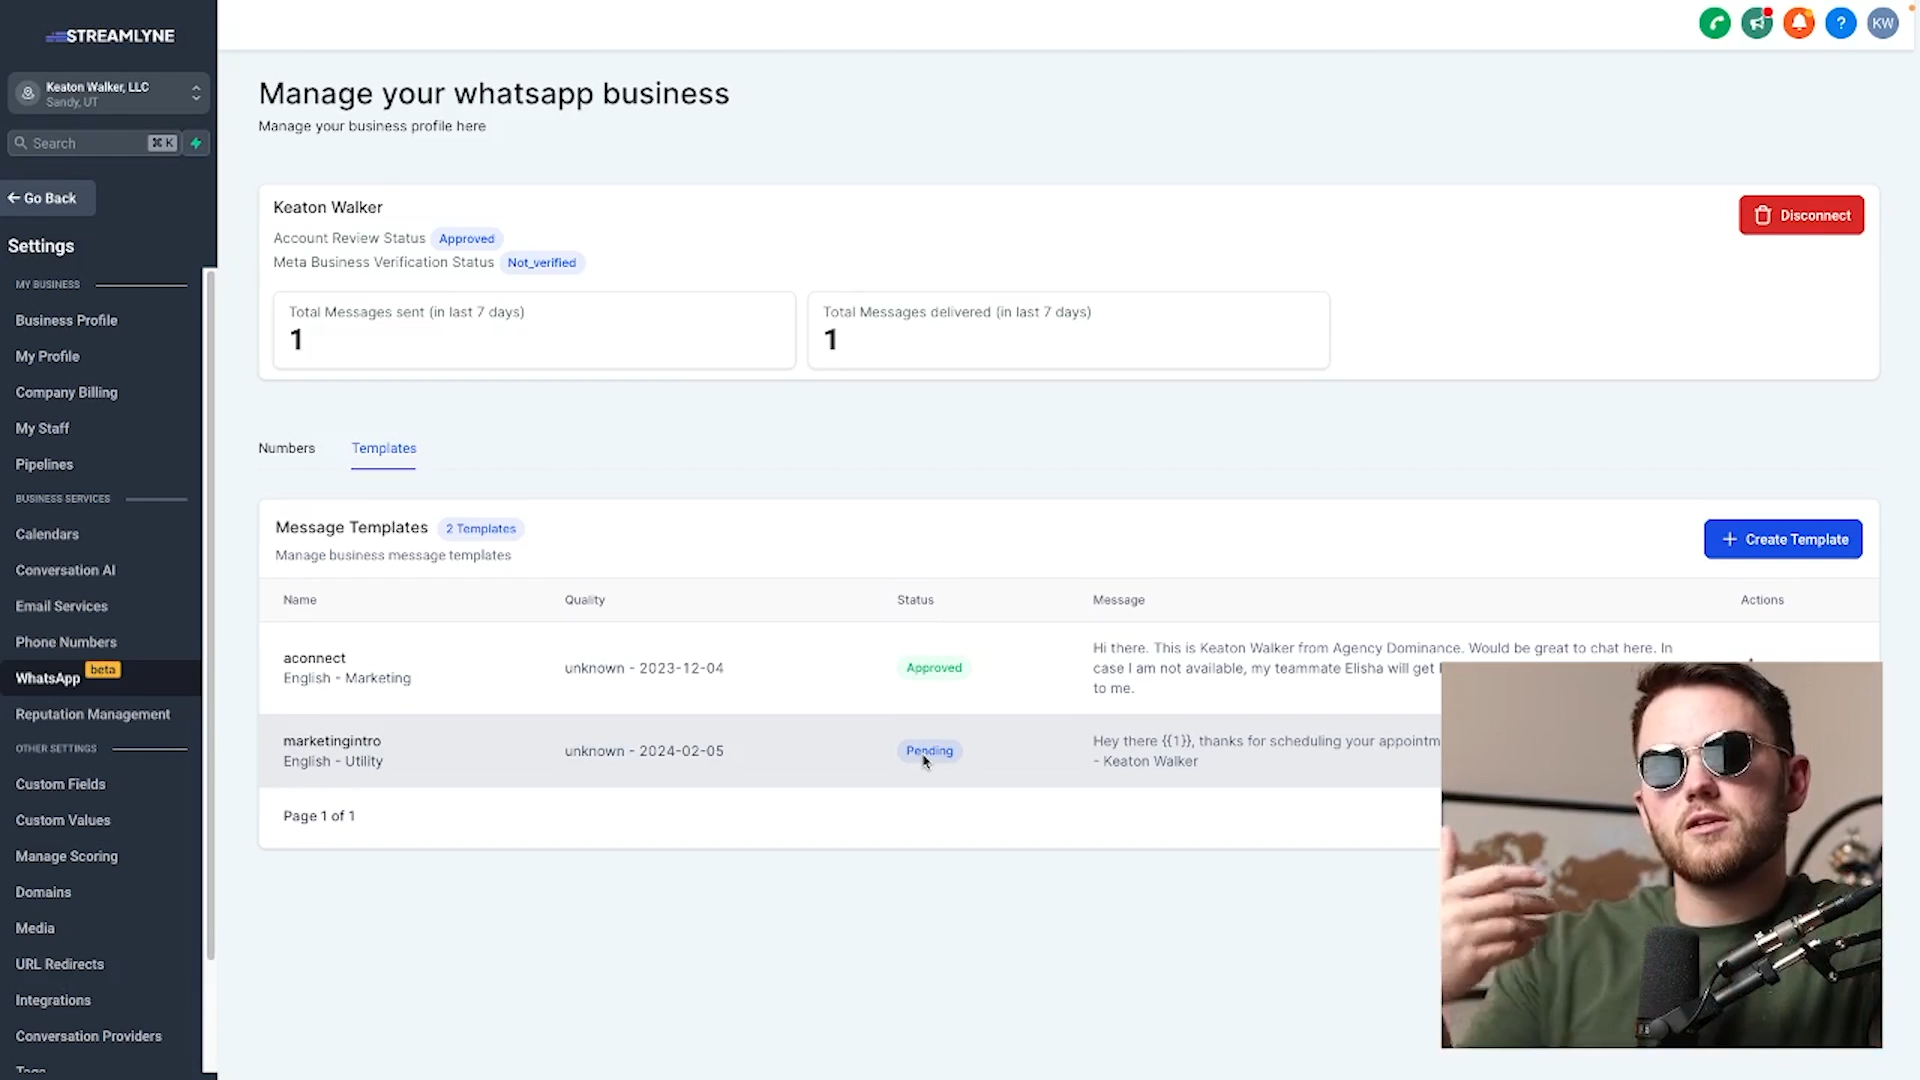 STREAMLYNE
KW
Keaton Walker, LLC
Sandy, UT
Search
⌘ K
Go Back
Settings
MY BUSINESS
Business Profile
My Profile
Company Billing
My Staff
Pipelines
BUSINESS SERVICES
Calendars
Conversation AI
Email Services
Phone Numbers
WhatsApp beta
Reputation Management
OTHER SETTINGS
Custom Fields
Custom Values
Manage Scoring
Domains
Media
URL Redirects
Integrations
Conversation Providers
Tags
Manage your whatsapp business
Manage your business profile here
Keaton Walker
Disconnect
Account Review Status Approved
Meta Business Verification Status Not_verified
Total Messages sent (in last 7 days)
1
Total Messages delivered (in last 7 days)
1
Numbers Templates
Message Templates 2 Templates
Manage business message templates
+ Create Template
Name Quality Status Message Actions
aconnect
English - Marketing
unknown - 2023-12-04
Approved
Hi there. This is Keaton Walker from Agency Dominance. Would be great to chat here. In
case I am not available, my teammate Elisha will get
to me.
marketingintro
English - Utility
unknown - 2024-02-05
Pending
Hey there {{1}}, thanks for scheduling your
- Keaton Walker
Page 1 of 1